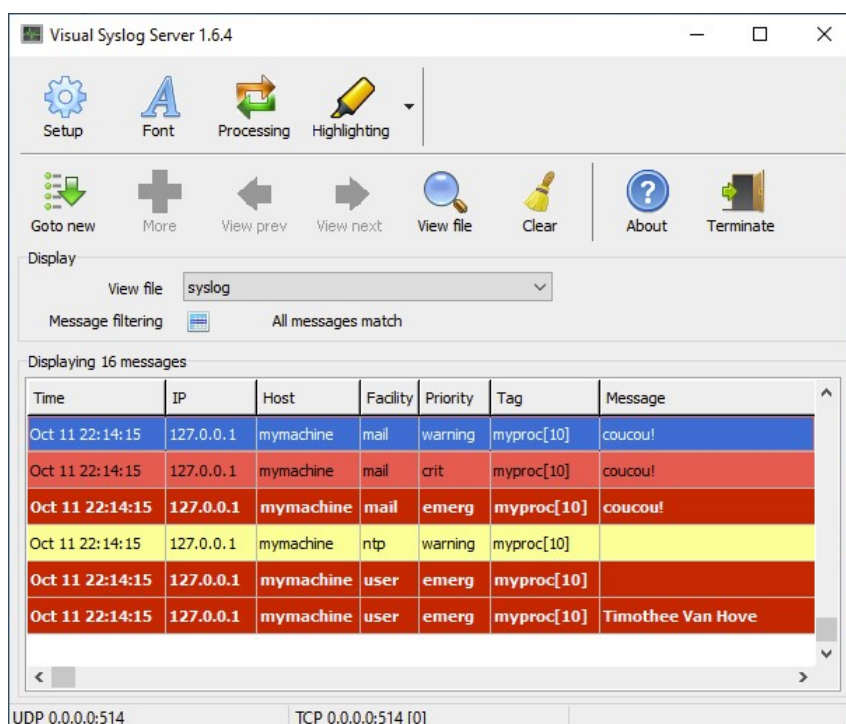 Visual Syslog Server 1.6.4
Setup Font Processing Highlighting
Goto new More View prev View next View file Clear About Terminate
Display
View file syslog
Message filtering All messages match
Displaying 16 messages
Time IP Host Facility Priority Tag Message
Oct 11 22:14:15 127.0.0.1 mymachine mail warning myproc[10] coucou!
Oct 11 22:14:15 127.0.0.1 mymachine mail crit myproc[10] coucou!
Oct 11 22:14:15 127.0.0.1 mymachine mail emerg myproc[10] coucou!
Oct 11 22:14:15 127.0.0.1 mymachine ntp warning myproc[10]
Oct 11 22:14:15 127.0.0.1 mymachine user emerg myproc[10]
Oct 11 22:14:15 127.0.0.1 mymachine user emerg myproc[10] Timothee Van Hove
UDP 0.0.0.0:514 TCP 0.0.0.0:514 [0]